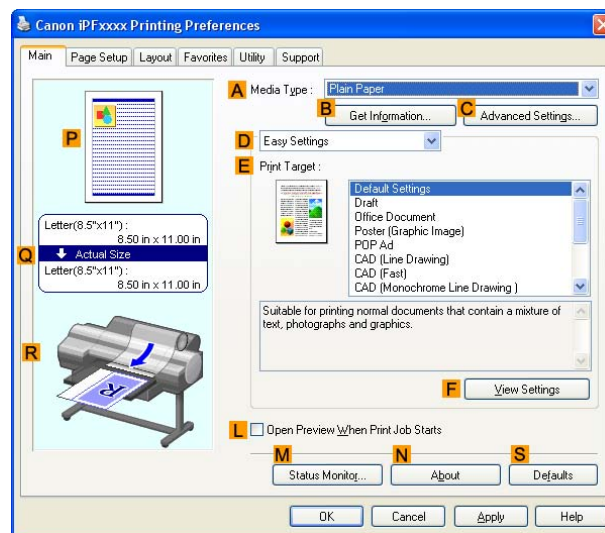 Canon iPFxxxx Printing Preferences
Main Page Setup Layout Favorites Utility Support
A Media Type : Plain Paper
B C
Get Information... Advanced Settings...
P
D Easy Settings
E Print Target :
Default Settings
Draft
Office Document
Poster (Graphic Image)
POP Ad
CAD (Line Drawing)
CAD (Fast)
CAD (Monochrome Line Drawing )
Letter(8.5"x11") :
8.50 in x 11.00 in
Q Actual Size
Letter(8.5"x11") :
8.50 in x 11.00 in
Suitable for printing normal documents that contain a mixture of
text, photographs and graphics.
R
R
F View Settings
L Open Preview When Print Job Starts
M N S
Status Monitor... About Defaults
OK Cancel Apply Help